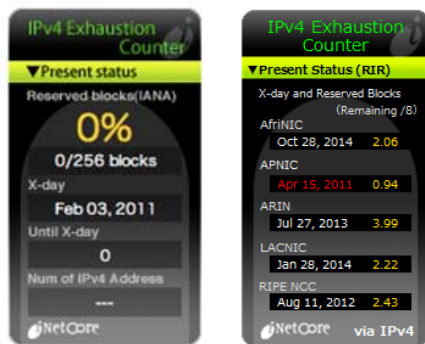 IPv4 Exhaustion
Counter
▼Present status
Reserved blocks(IANA)
0%
0/256 blocks
X-day
Feb 03, 2011
Until X-day
0
Num of IPv4 Address
---
iNetCore
IPv4 Exhaustion
Counter
▼Present Status (RIR)
X-day and Reserved Blocks
(Remaining /8)
AfriNIC
Oct 28, 2014 2.06
APNIC
Apr 15, 2011 0.94
ARIN
Jul 27, 2013 3.99
LACNIC
Jan 28, 2014 2.22
RIPE NCC
Aug 11, 2012 2.43
iNetCore via IPv4